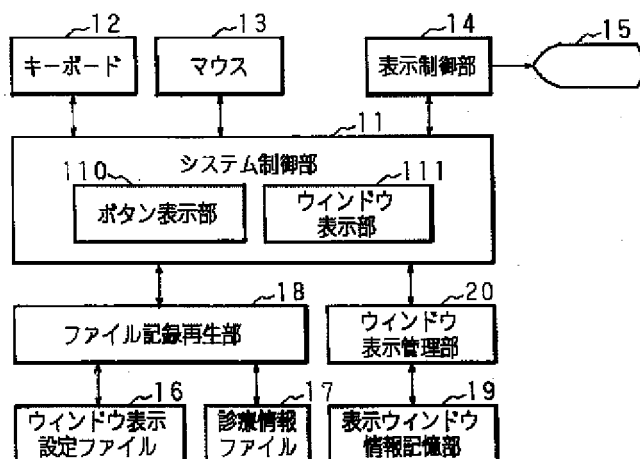 12
キーボード
13
マウス
14
表示制御部
15
11
システム制御部
110
ボタン表示部
111
ウィンドウ
表示部
18
ファイル記録再生部
20
ウィンドウ
表示管理部
16
ウィンドウ表示
設定ファイル
17
診療情報
ファイル
19
表示ウィンドウ
情報記憶部